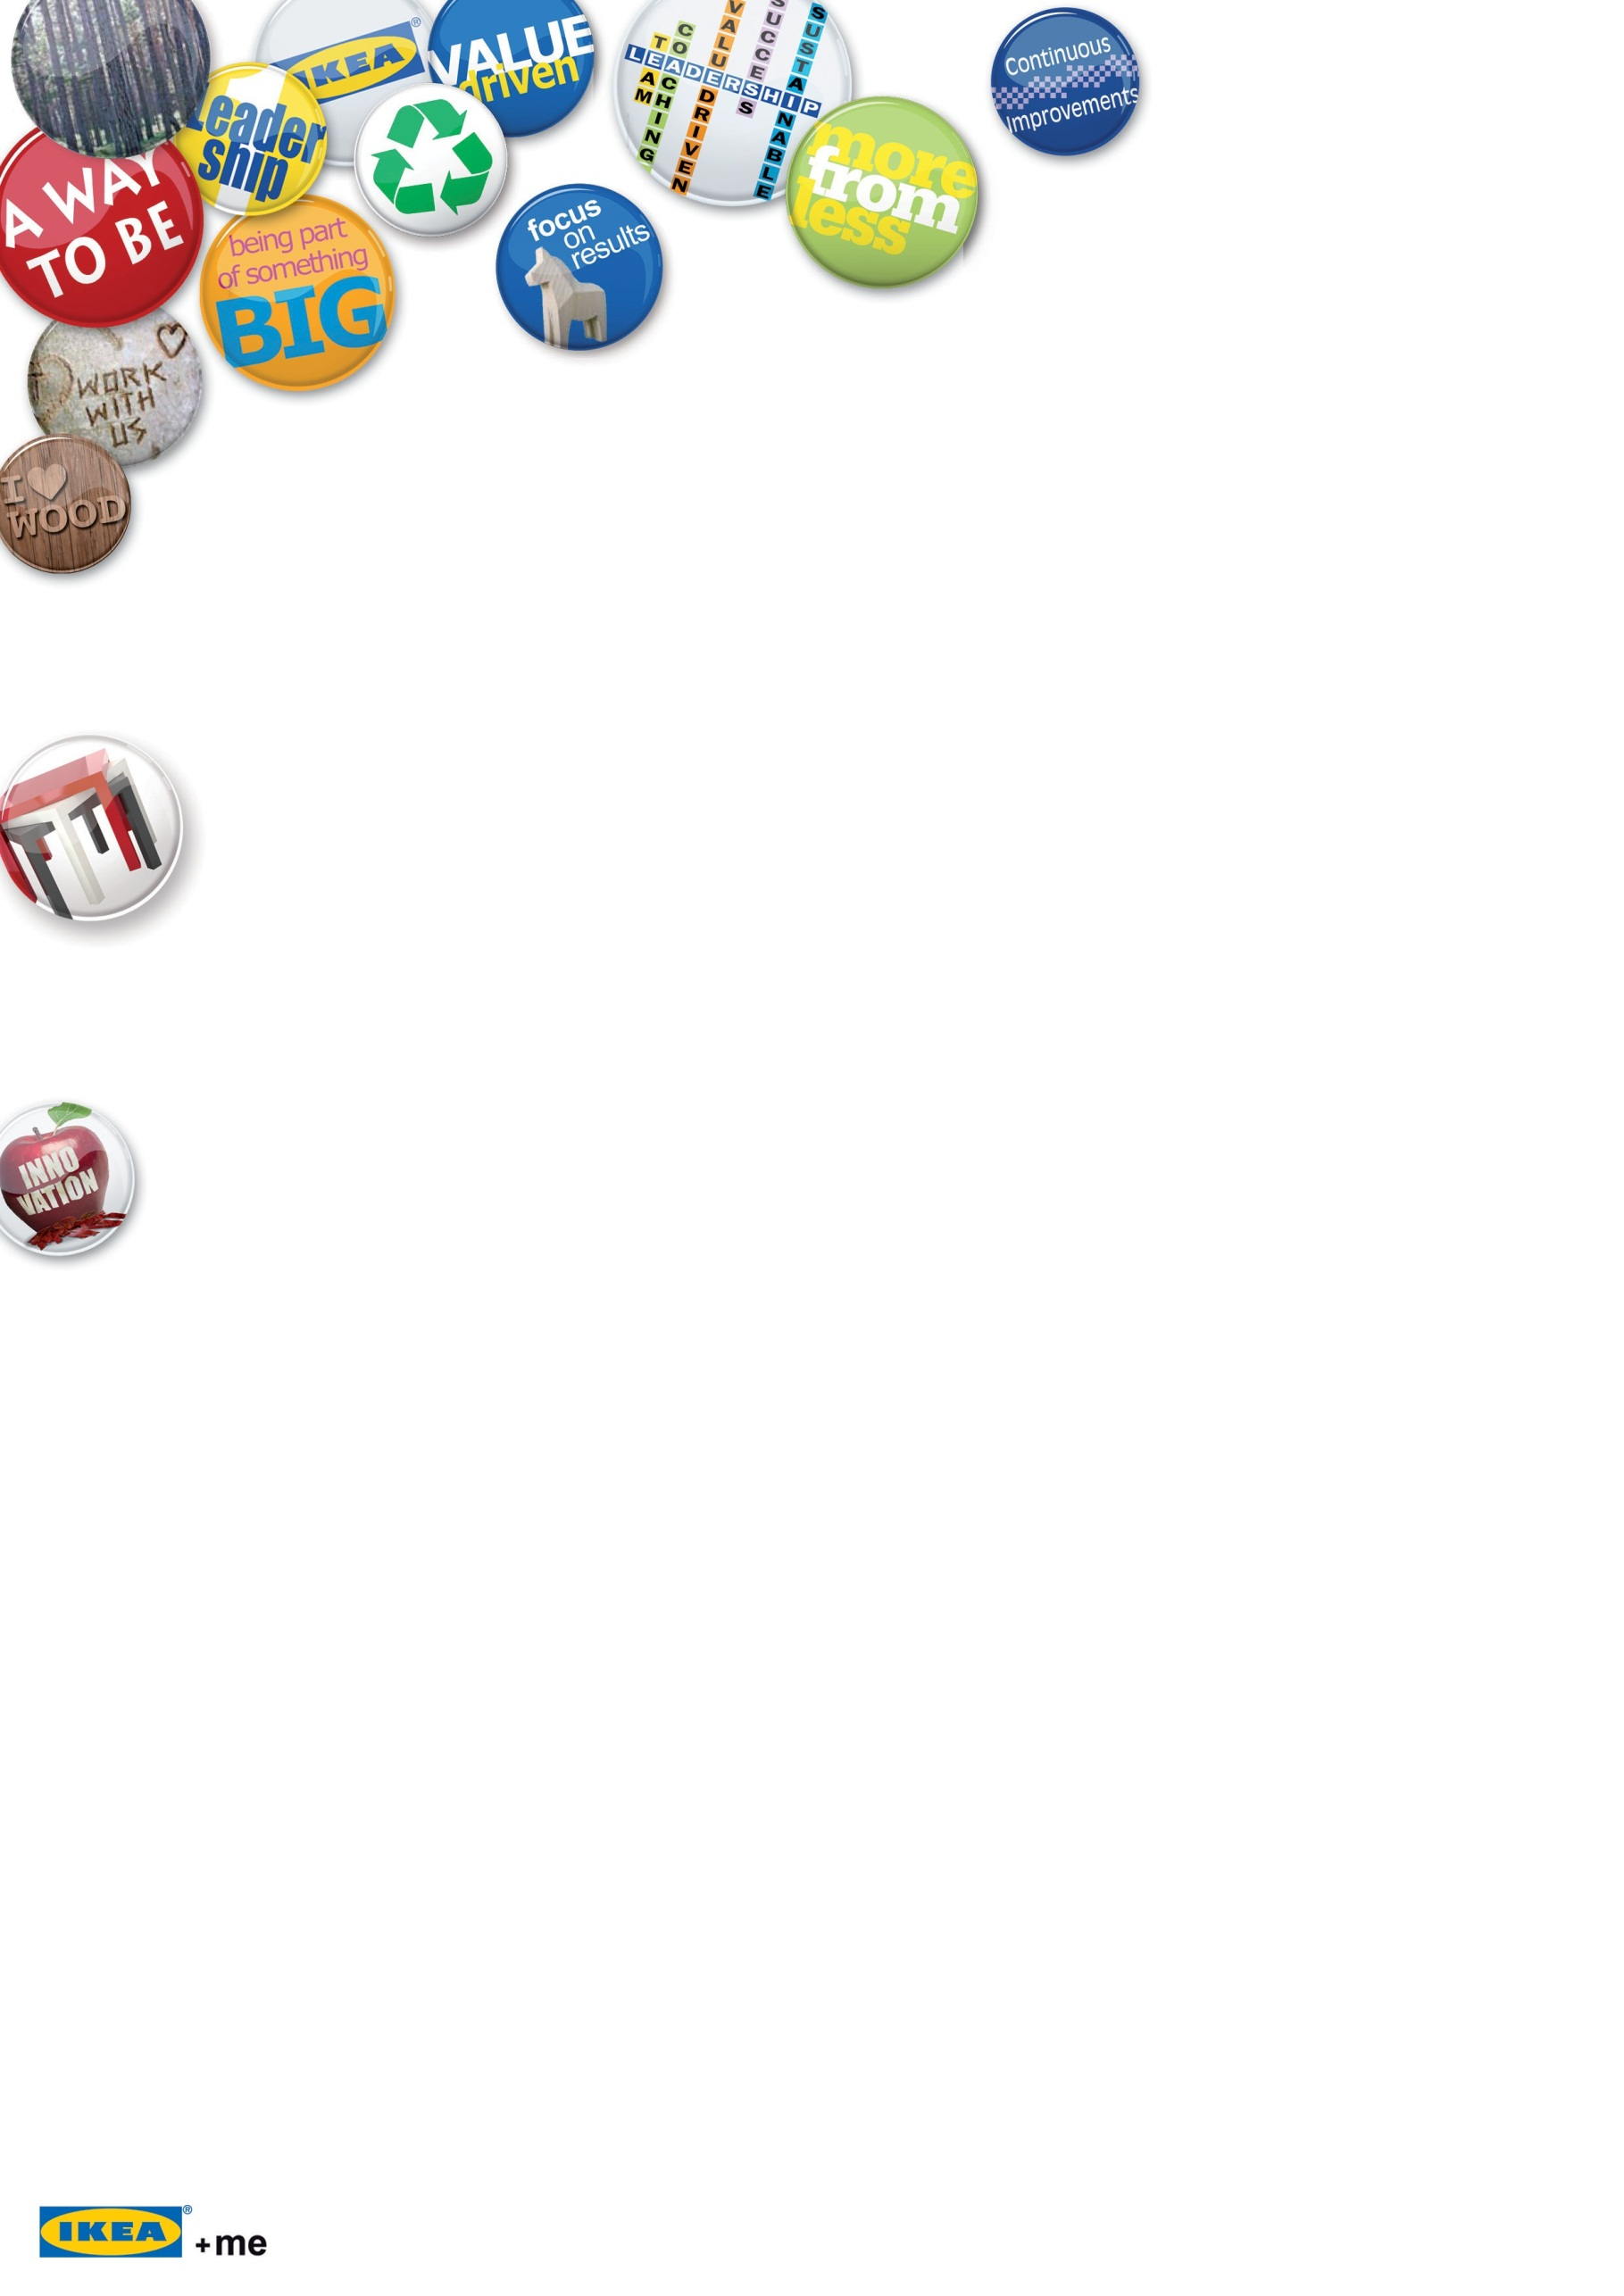 IKEA®
VALUE
driven
Leader
ship
A WAY
TO BE
being part
of something
BIG
focus
on
results
TEAM
COACHING
VALUE DRIVEN
SUCCESS
SUSTAINABLE
LEADERSHIP
more
from
less
Continuous
Improvements
WORK
WITH
US
I
WOOD
INNO
VATION
IKEA® +me